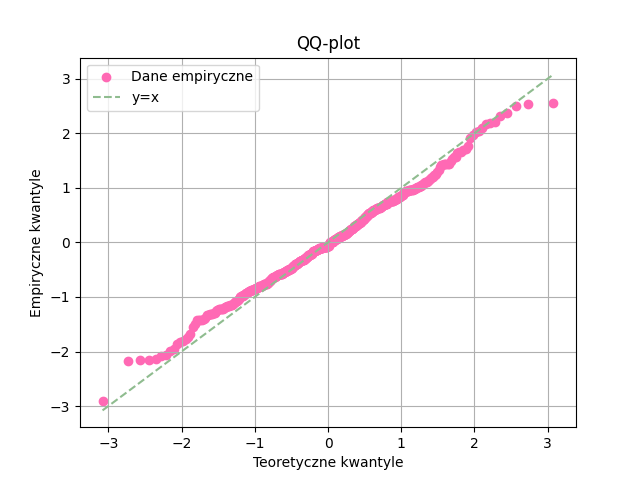 QQ-plot
Dane empiryczne
y=x
Empiryczne kwantyle
3
2
1
0
−1
−2
−3
−3
−2
−1
0
1
2
3
Teoretyczne kwantyle